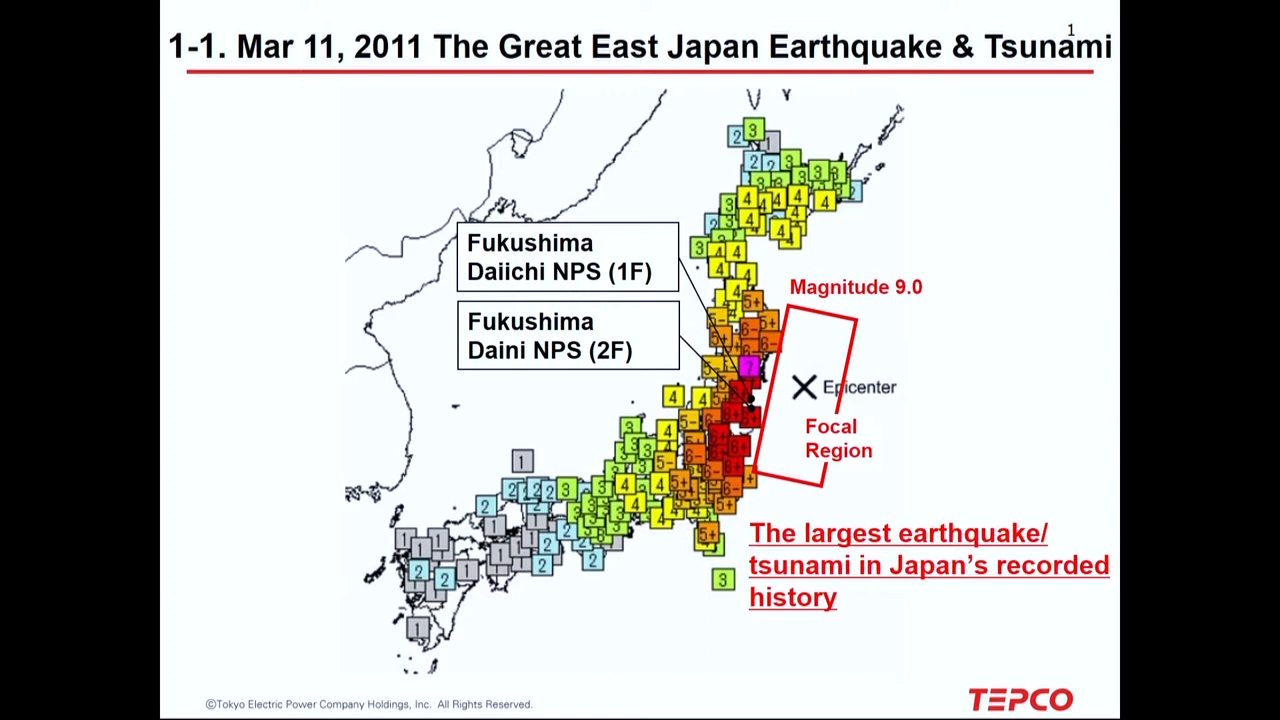 1
1-1. Mar 11, 2011 The Great East Japan Earthquake & Tsunami
Fukushima
Daiichi NPS (1F)
Fukushima
Daini NPS (2F)
Magnitude 9.0
7
Epicenter
Focal
Region
The largest earthquake/
tsunami in Japan’s recorded
history
©Tokyo Electric Power Company Holdings, Inc. All Rights Reserved.
TEPCO